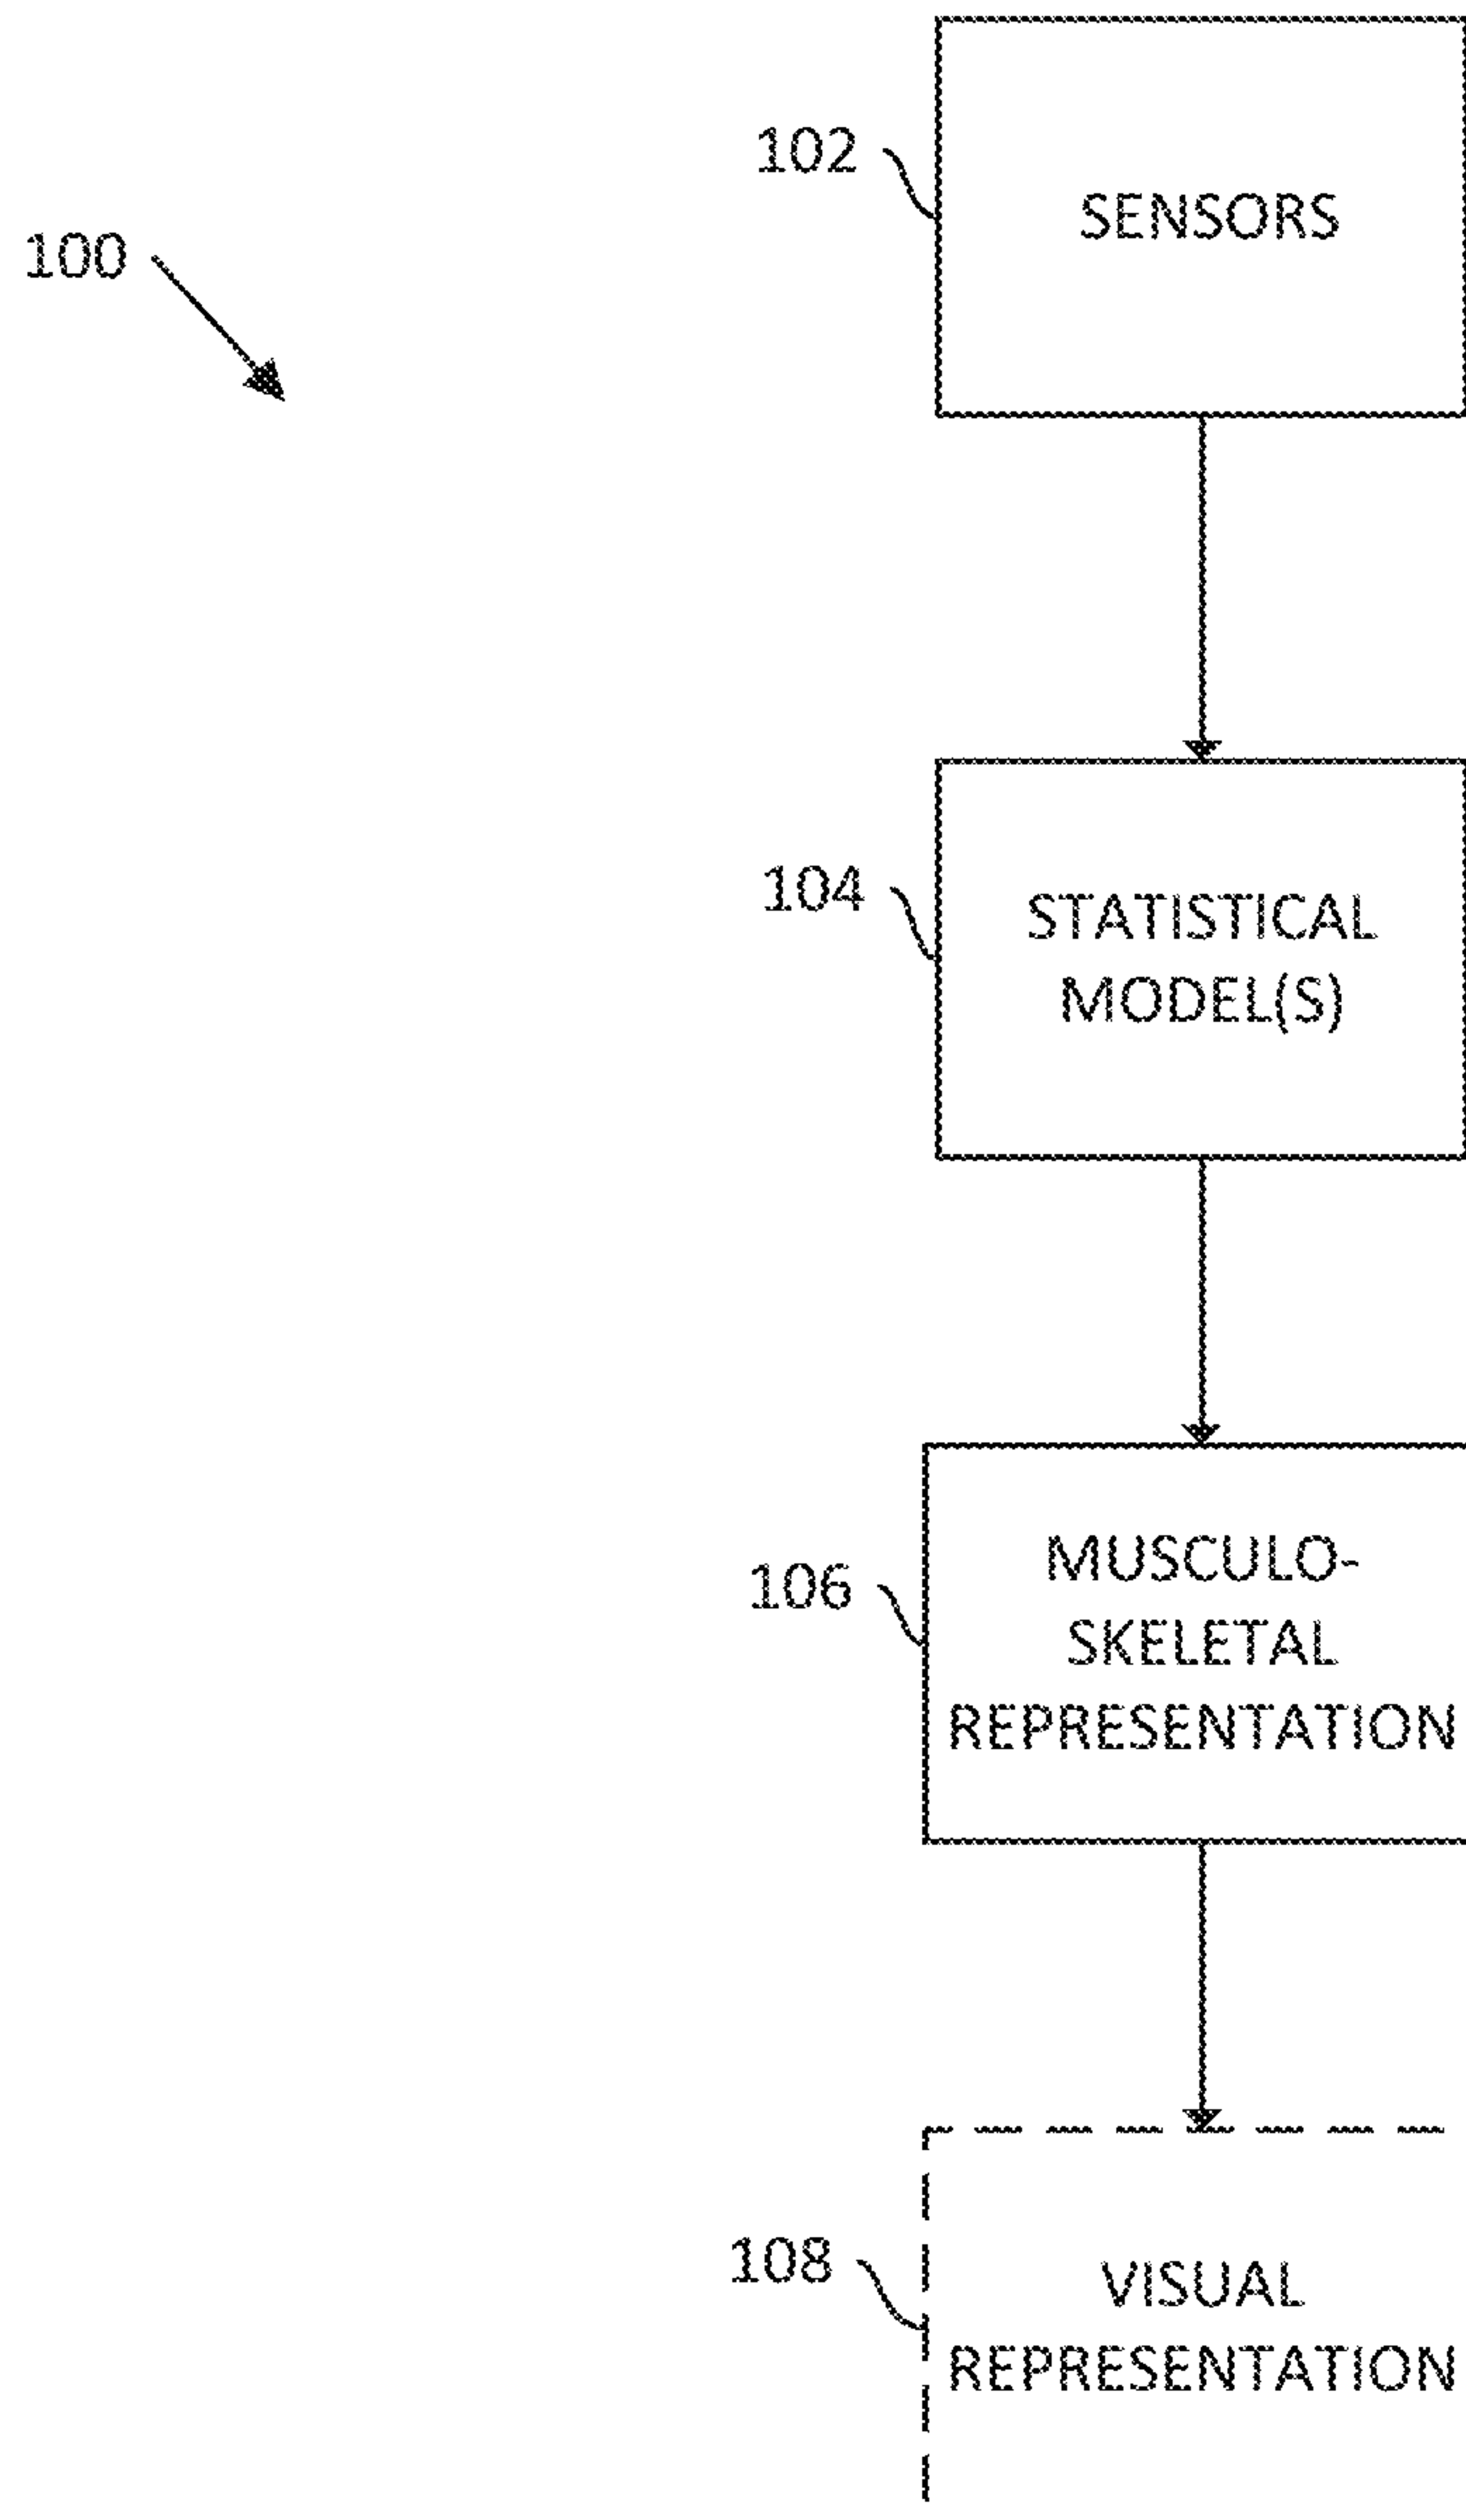 102
SENSORS
100
104
STATISTICAL
MODEL(S)
106
MUSCULO-
SKELETAL
REPRESENTATION
108
VISUAL
REPRESENTATION